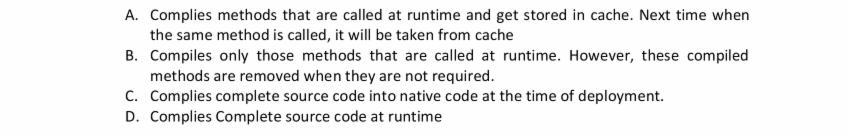 A. Complies methods that are called at runtime and get stored in cache. Next time when
the same method is called, it will be taken from cache
B. Compiles only those methods that are called at runtime. However, these compiled
methods are removed when they are not required.
C. Complies complete source code into native code at the time of deployment.
D. Complies Complete source code at runtime